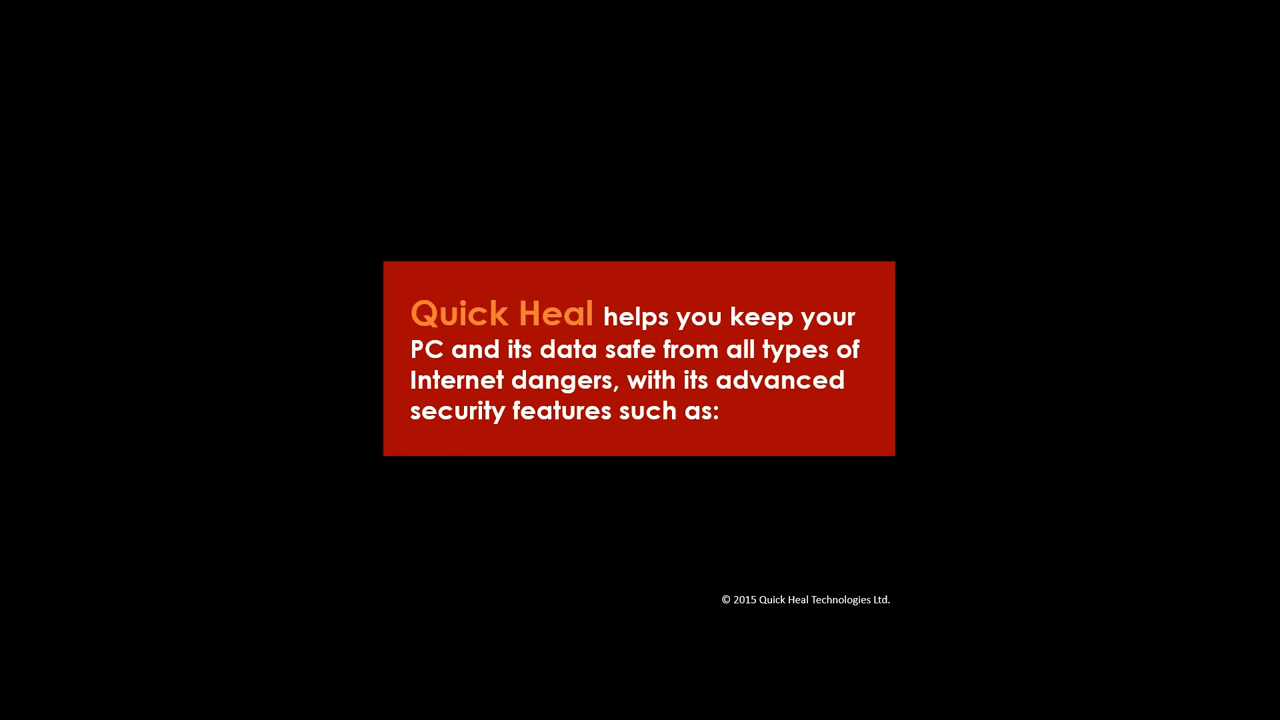 Quick Heal helps you keep your
PC and its data safe from all types of
Internet dangers, with its advanced
security features such as:
© 2015 Quick Heal Technologies Ltd.